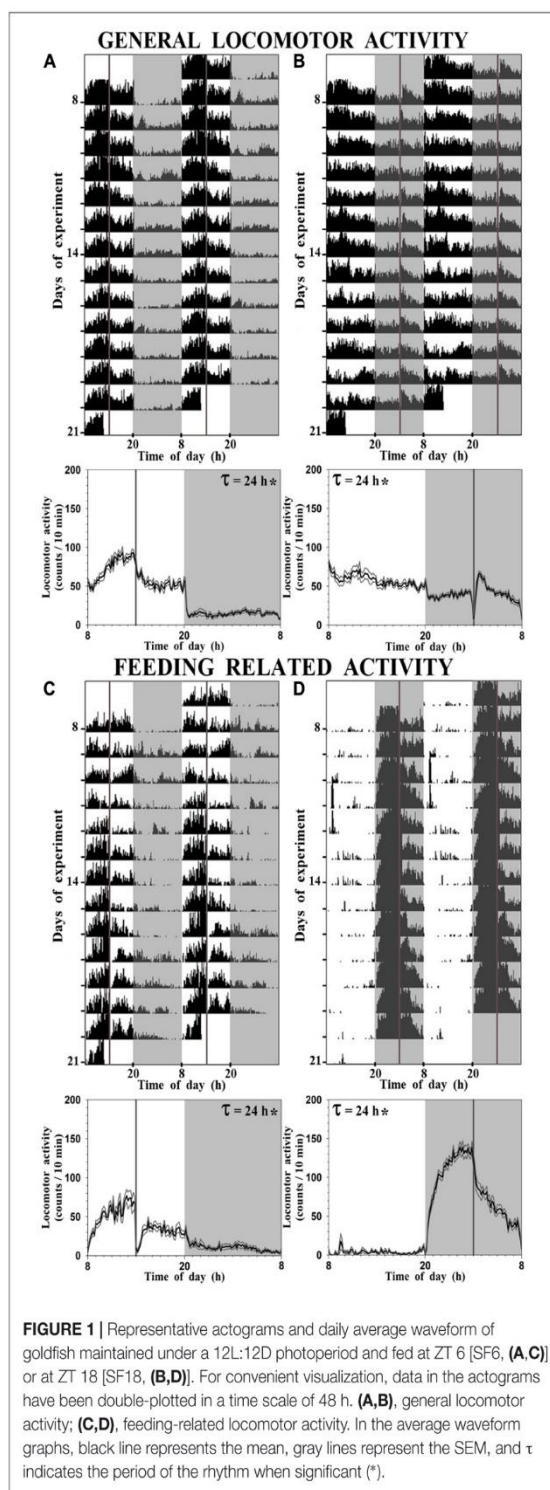 GENERAL LOCOMOTOR ACTIVITY
A
B
Days of experiment
8
14
21
20 8 20
Time of day (h)
20 8 20
Time of day (h)
Locomotor activity
(counts / 10 min)
200
150
100
50
0
τ = 24 h*
8 20 8
Time of day (h)
Locomotor activity
(counts / 10 min)
200
150
100
50
0
τ = 24 h*
8 20 8
Time of day (h)
FEEDING RELATED ACTIVITY
C
D
Days of experiment
8
14
21
20 8 20
Time of day (h)
Days of experiment
8
14
21
20 8 20
Time of day (h)
Locomotor activity
(counts / 10 min)
200
150
100
50
0
τ = 24 h*
8 20 8
Time of day (h)
Locomotor activity
(counts / 10 min)
200
150
100
50
0
τ = 24 h*
8 20 8
Time of day (h)
FIGURE 1 | Representative actograms and daily average waveform of
goldfish maintained under a 12L:12D photoperiod and fed at ZT 6 [SF6, (A,C)]
or at ZT 18 [SF18, (B,D)]. For convenient visualization, data in the actograms
have been double-plotted in a time scale of 48 h. (A,B), general locomotor
activity; (C,D), feeding-related locomotor activity. In the average waveform
graphs, black line represents the mean, gray lines represent the SEM, and τ
indicates the period of the rhythm when significant (*).